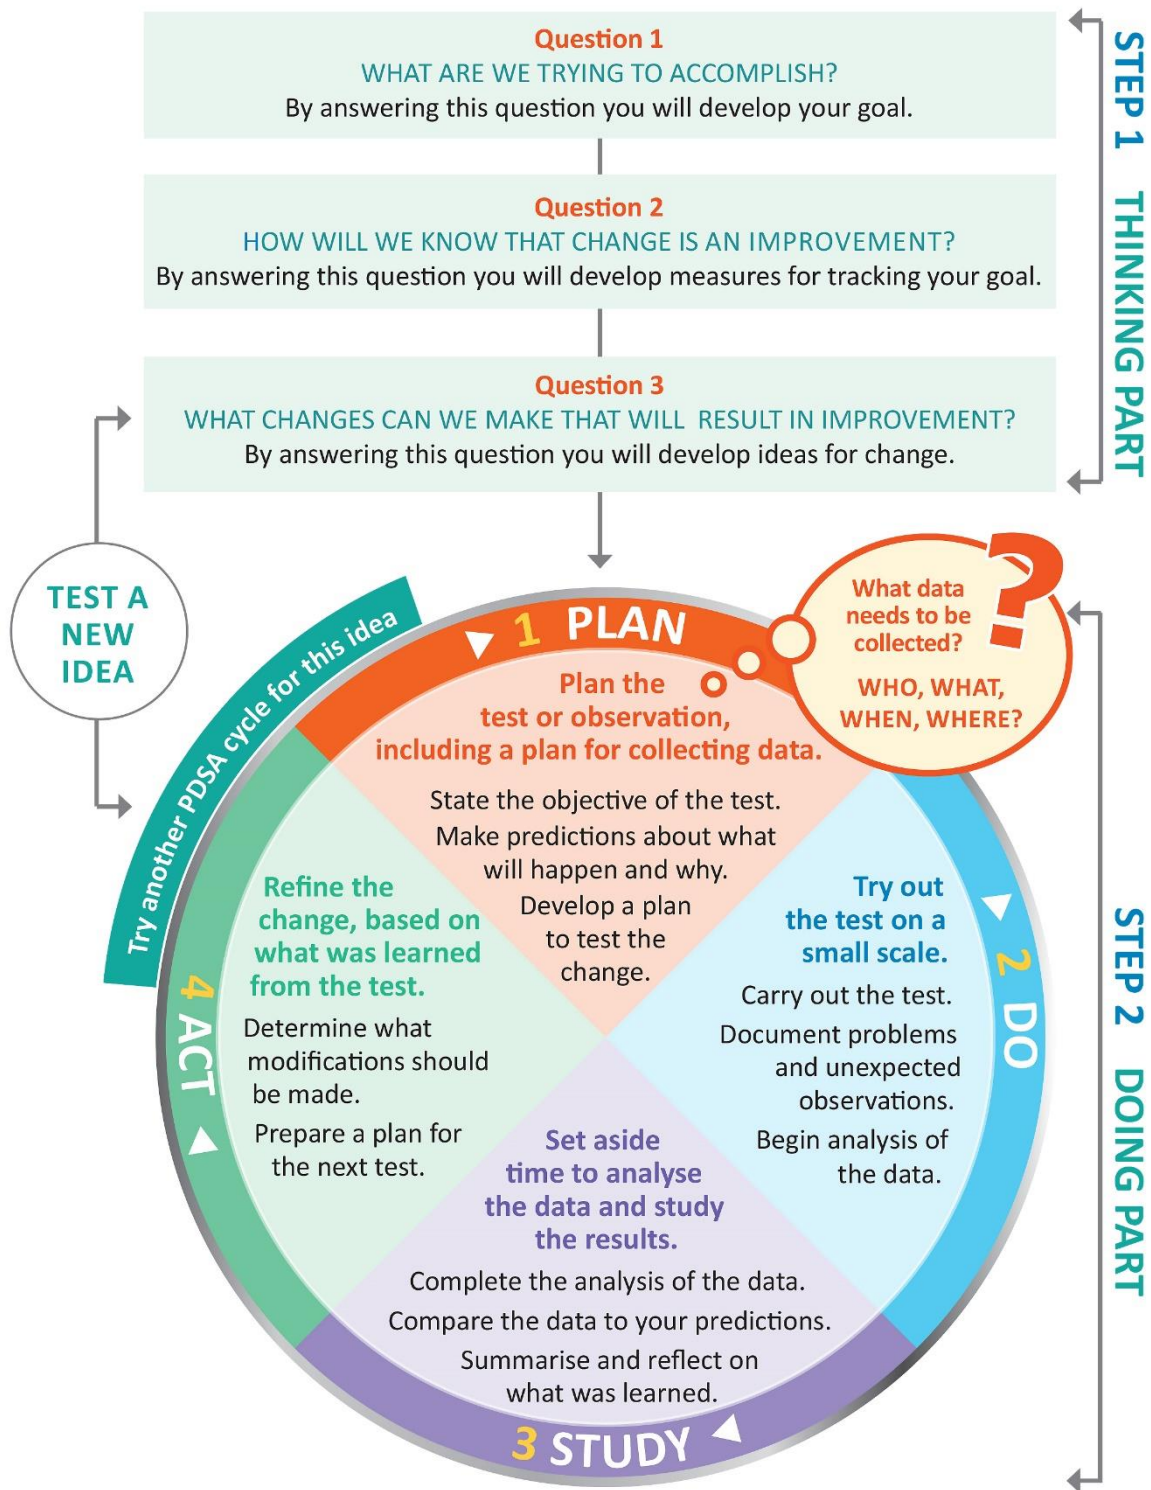 Question 1
WHAT ARE WE TRYING TO ACCOMPLISH?
By answering this question you will develop your goal.
Question 2
HOW WILL WE KNOW THAT CHANGE IS AN IMPROVEMENT?
By answering this question you will develop measures for tracking your goal.
Question 3
WHAT CHANGES CAN WE MAKE THAT WILL RESULT IN IMPROVEMENT?
By answering this question you will develop ideas for change.
STEP 1 THINKING PART
TEST A
NEW
IDEA
Try another PDSA cycle for this idea
1 PLAN
Plan the
test or observation,
including a plan for collecting data.
State the objective of the test.
Make predictions about what
will happen and why.
Develop a plan
to test the
change.
What data
needs to be
collected?
WHO, WHAT,
WHEN, WHERE?
?
2 DO
Try out
the test on a
small scale.
Carry out the test.
Document problems
and unexpected
observations.
Begin analysis of
the data.
3 STUDY
Set aside
time to analyse
the data and study
the results.
Complete the analysis of the data.
Compare the data to your predictions.
Summarise and reflect on
what was learned.
4 ACT
Refine the
change, based on
what was learned
from the test.
Determine what
modifications should
be made.
Prepare a plan for
the next test.
STEP 2 DOING PART